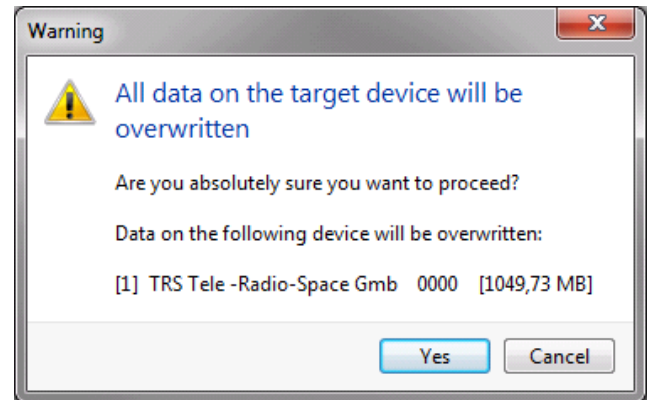 Warning
All data on the target device will be
overwritten
Are you absolutely sure you want to proceed?
Data on the following device will be overwritten:
[1] TRS Tele -Radio-Space Gmb 0000 [1049,73 MB]
Yes Cancel